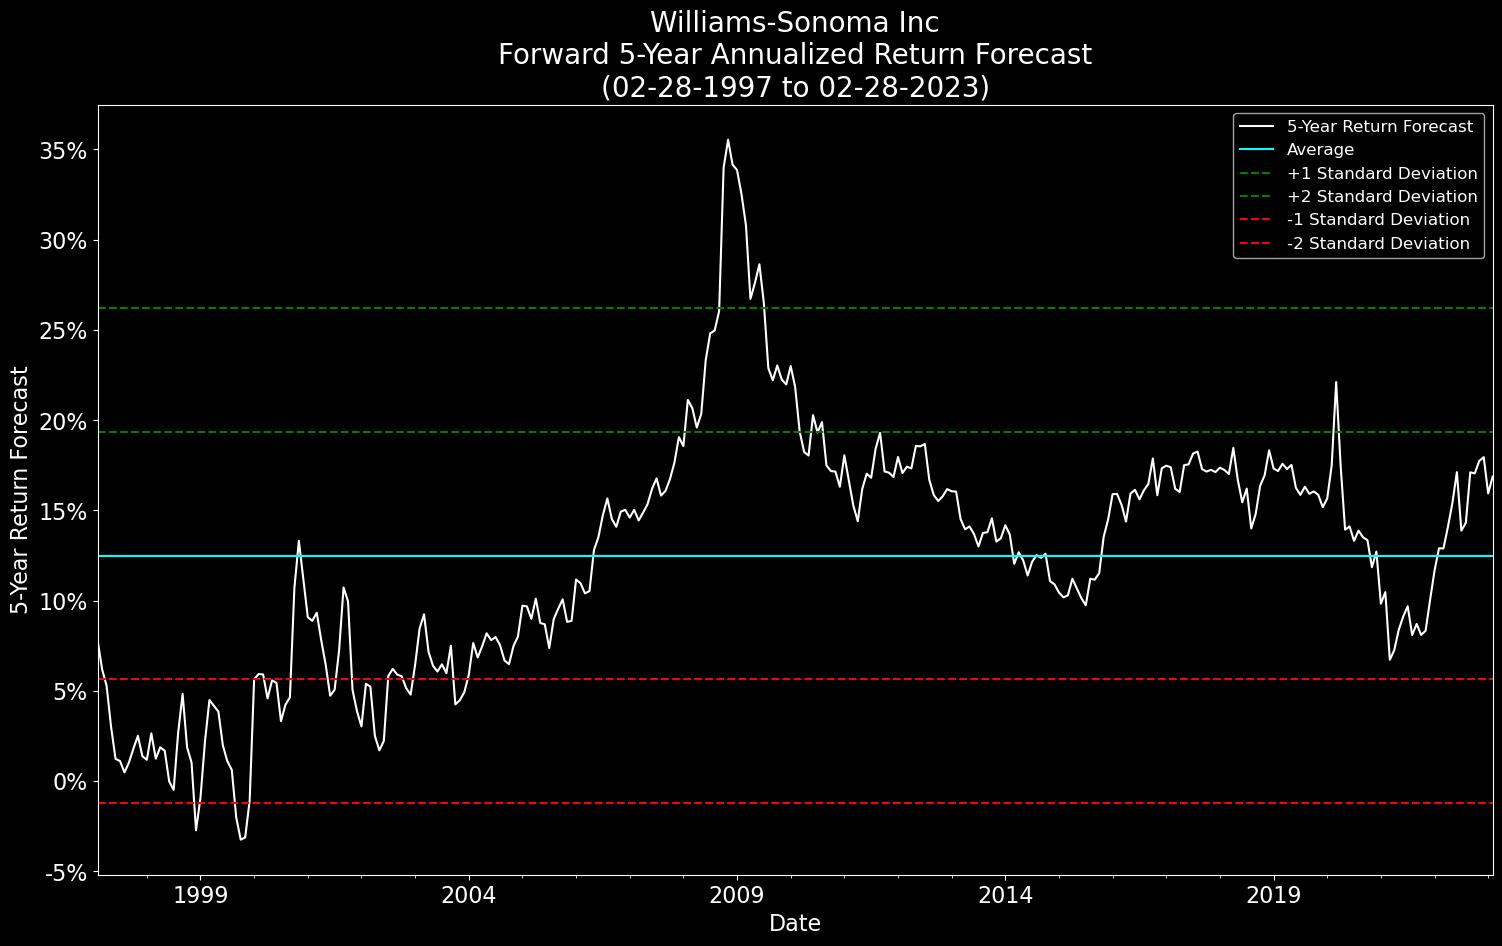 Williams-Sonoma Inc
Forward 5-Year Annualized Return Forecast
(02-28-1997 to 02-28-2023)
5-Year Return Forecast
Average
+1 Standard Deviation
+2 Standard Deviation
-1 Standard Deviation
-2 Standard Deviation
35%
30%
25%
20%
15%
10%
5%
0%
-5%
5-Year Return Forecast
1999
2004
2009
2014
2019
Date